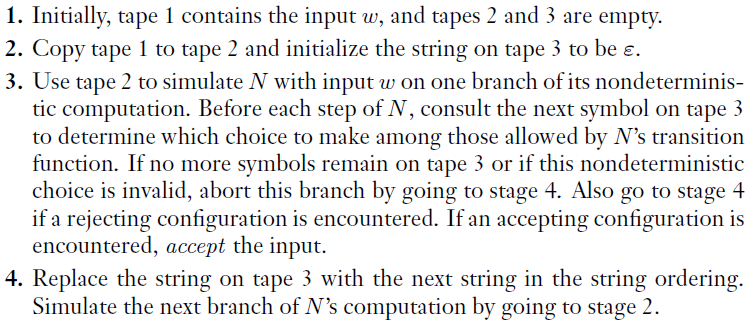 1. Initially, tape 1 contains the input w, and tapes 2 and 3 are empty.
2. Copy tape 1 to tape 2 and initialize the string on tape 3 to be ε.
3. Use tape 2 to simulate N with input w on one branch of its nondeterminis-
tic computation. Before each step of N, consult the next symbol on tape 3
to determine which choice to make among those allowed by N’s transition
function. If no more symbols remain on tape 3 or if this nondeterministic
choice is invalid, abort this branch by going to stage 4. Also go to stage 4
if a rejecting configuration is encountered. If an accepting configuration is
encountered, accept the input.
4. Replace the string on tape 3 with the next string in the string ordering.
Simulate the next branch of N’s computation by going to stage 2.